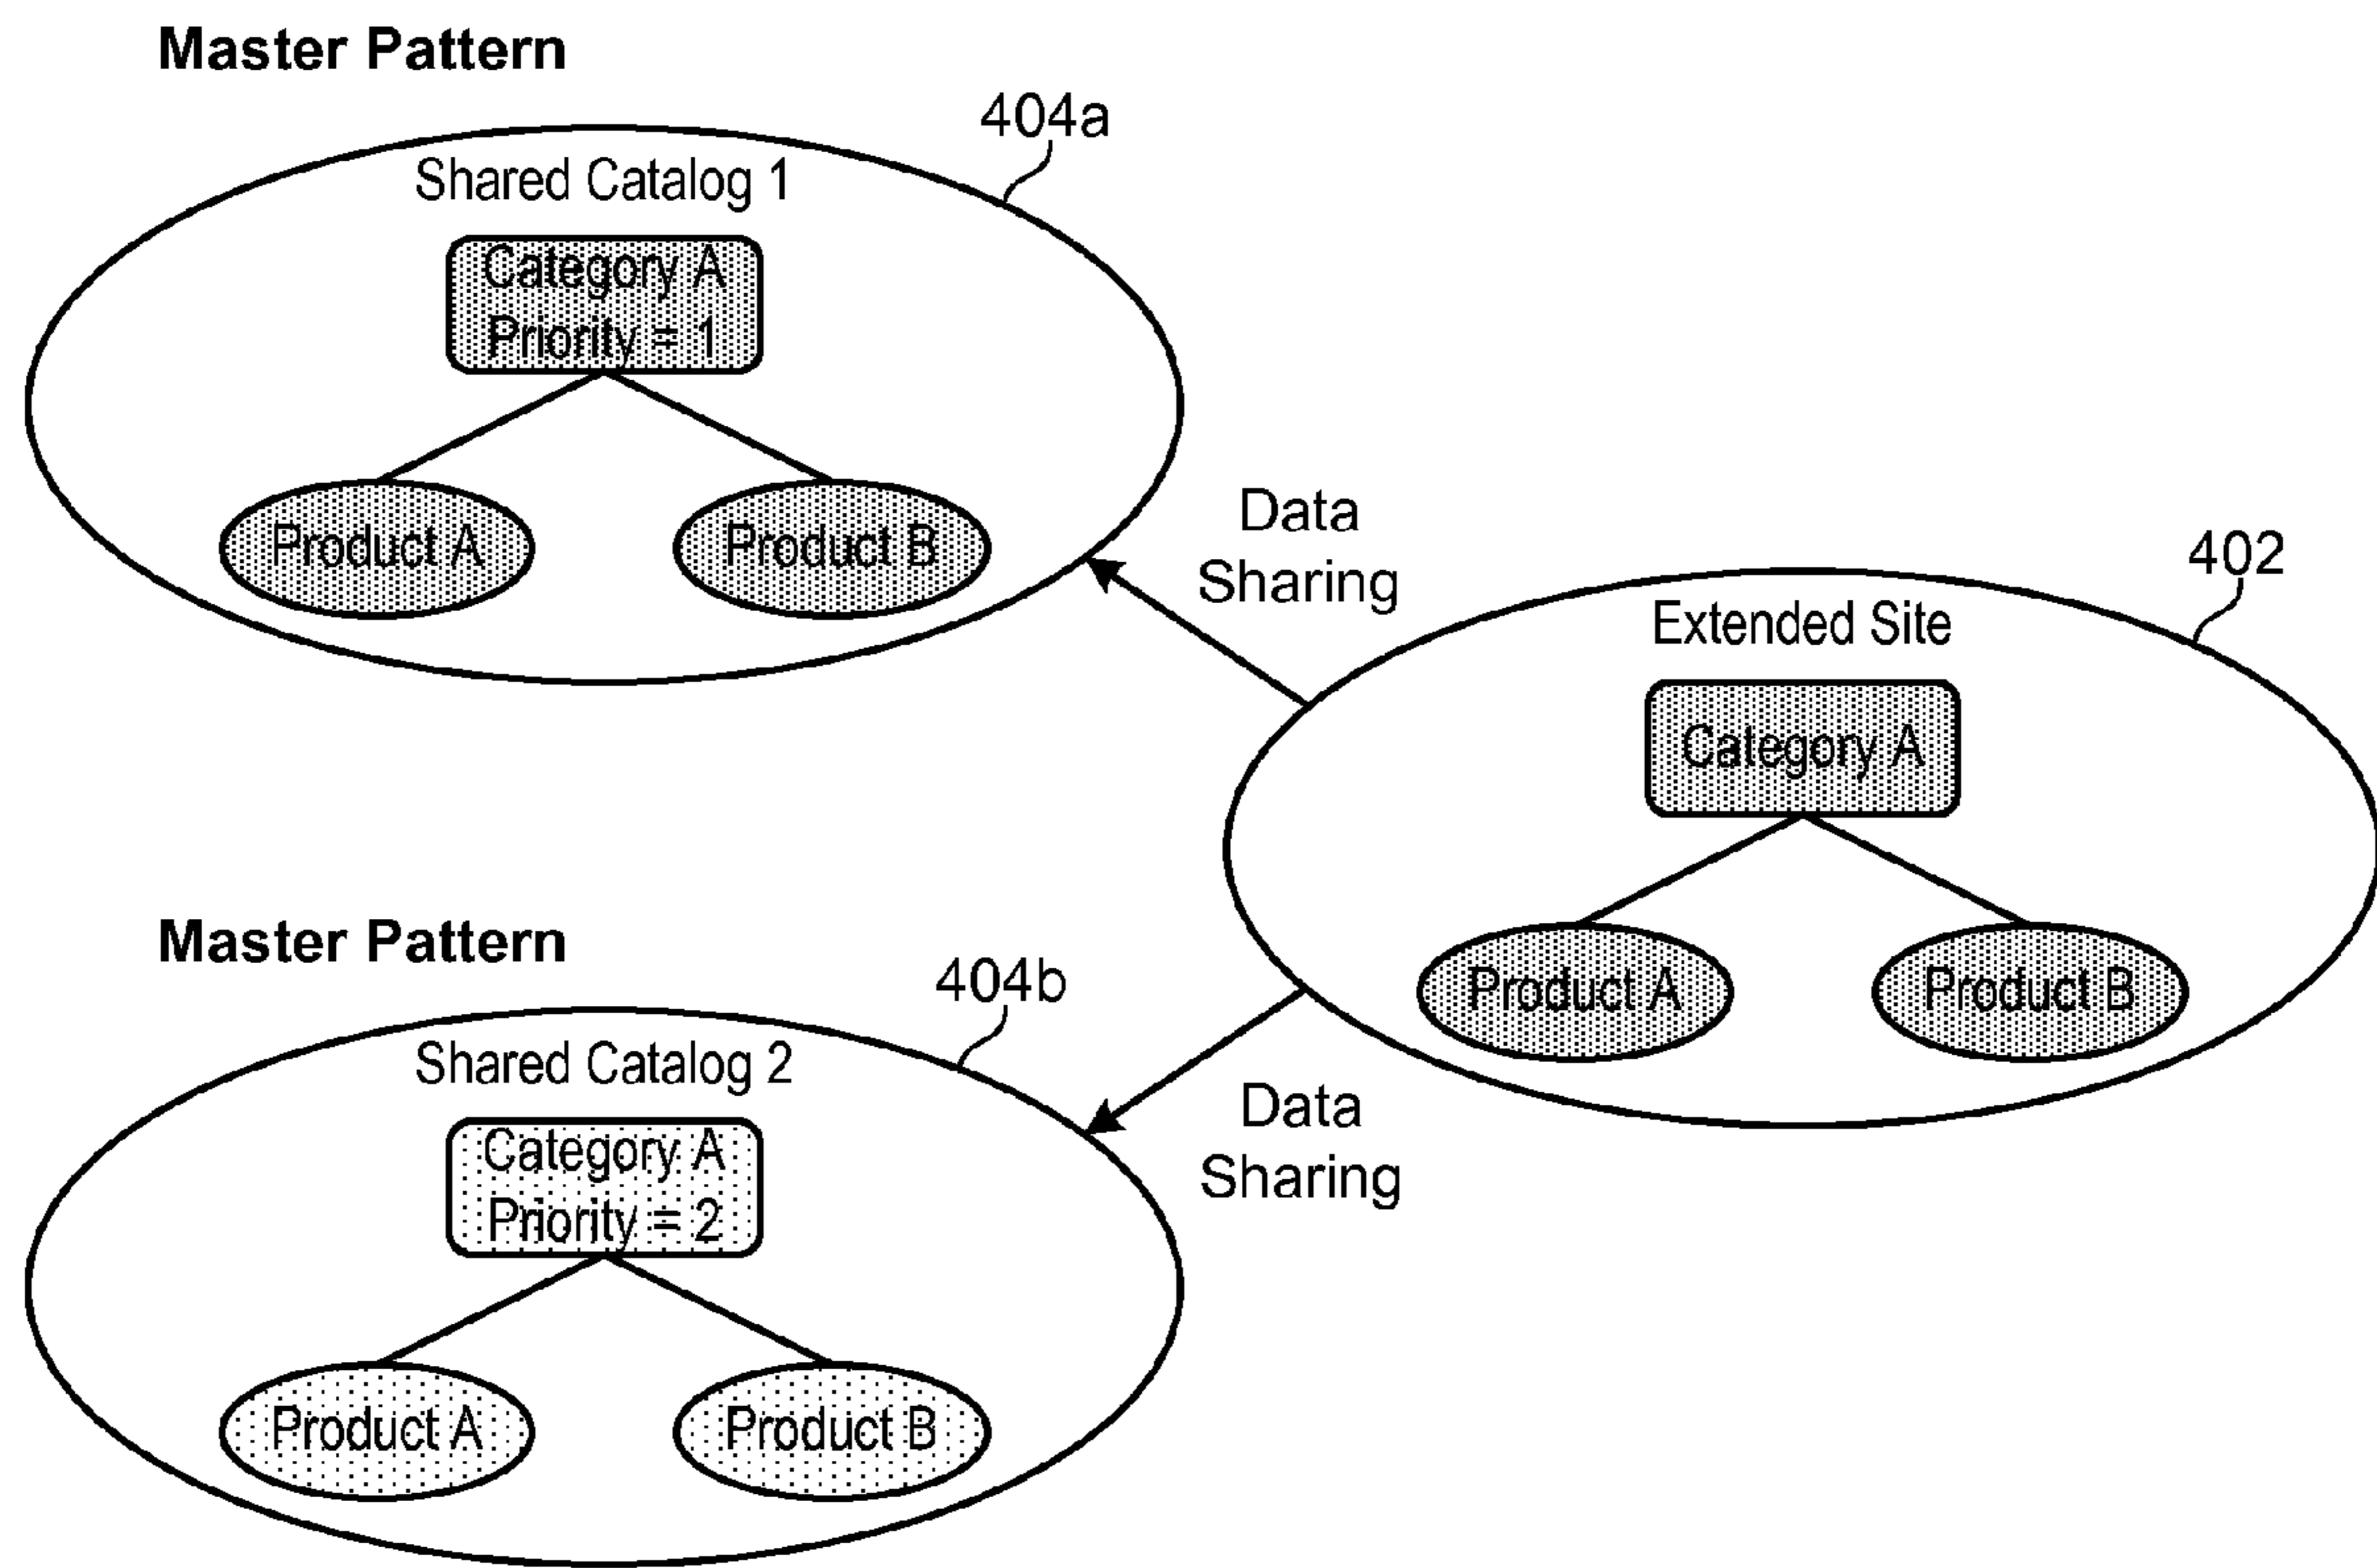 Master Pattern
404a
Shared Catalog 1
Category A
Priority = 1
Product A
Product B
Data
Sharing
402
Extended Site
Category A
Product A
Product B
Master Pattern
404b
Shared Catalog 2
Category A
Priority = 2
Product A
Product B
Data
Sharing